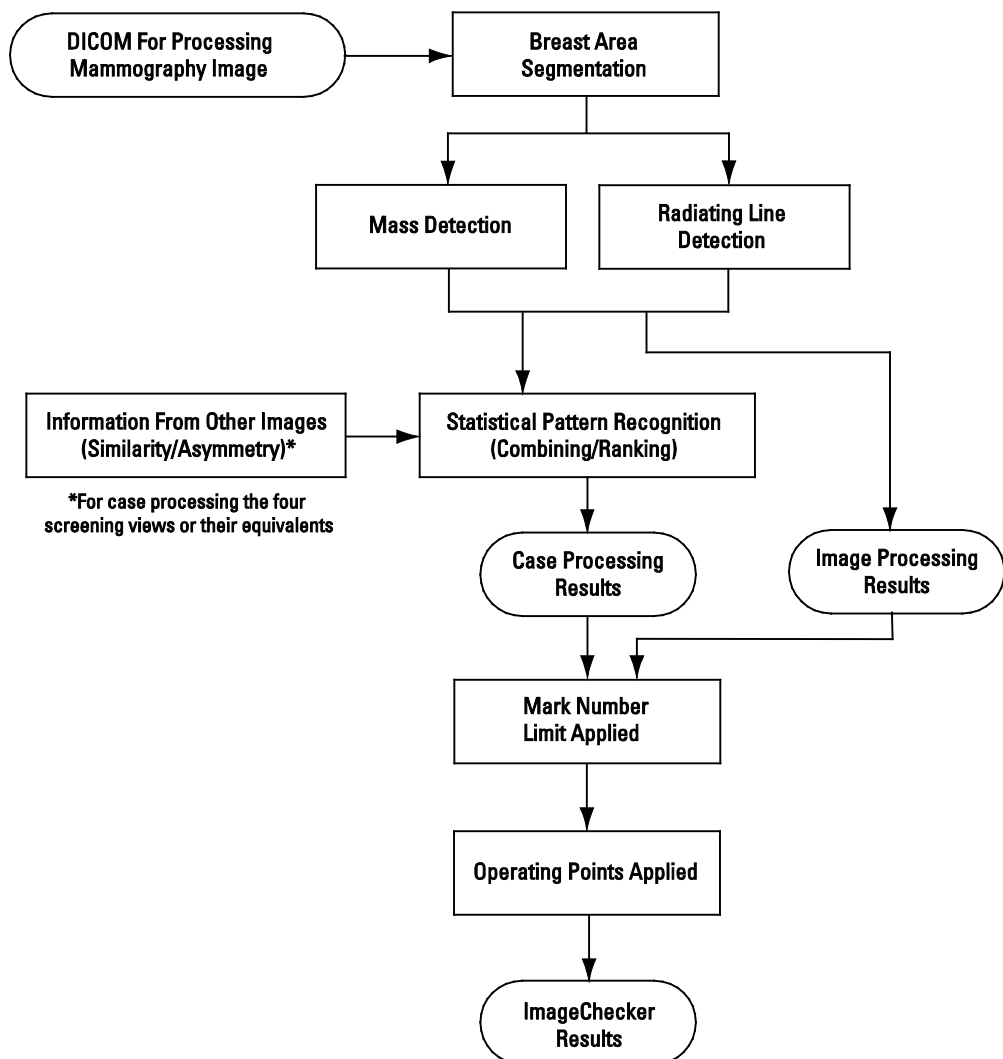 DICOM For Processing
Mammography Image
Breast Area
Segmentation
Mass Detection
Radiating Line
Detection
Information From Other Images
(Similarity/Asymmetry)*
Statistical Pattern Recognition
(Combining/Ranking)
*For case processing the four
screening views or their equivalents
Case Processing
Results
Image Processing
Results
Mark Number
Limit Applied
Operating Points Applied
ImageChecker
Results